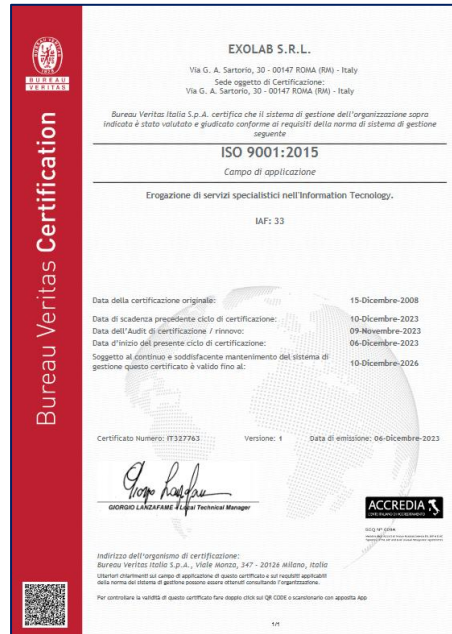 BUREAU
VERITAS
Bureau Veritas Certification
EXOLAB S.R.L.
Via G. A. Sartorio, 30 - 00147 ROMA (RM) - Italy
Sede oggetto di Certificazione:
Via G. A. Sartorio, 30 - 00147 ROMA (RM) - Italy
Bureau Veritas Italia S.p.A. certifica che il sistema di gestione dell'organizzazione sopra
indicata è stato valutato e giudicato conforme ai requisiti della norma di sistema di gestione
seguente
ISO 9001:2015
Campo di applicazione
Erogazione di servizi specialistici nell'Information Tecnology.
IAF: 33
Data della certificazione originale: 15-Dicembre-2008
Data di scadenza precedente ciclo di certificazione: 10-Dicembre-2023
Data dell'Audit di certificazione / rinnovo: 09-Novembre-2023
Data d'inizio del presente ciclo di certificazione: 06-Dicembre-2023
Soggetto al continuo e soddisfacente mantenimento del sistema di
gestione questo certificato è valido fino al: 10-Dicembre-2026
Certificato Numero: IT327763 Versione: 1 Data di emissione: 06-Dicembre-2023
GIORGIO LANZAFAME - Local Technical Manager
ACCREDIA
Indirizzo dell'organismo di certificazione:
Bureau Veritas Italia S.p.A., Viale Monza, 347 - 20126 Milano, Italia
Ulteriori chiarimenti sul campo di applicazione di questo certificato e sui requisiti applicabili
della norma del sistema di gestione possono essere ottenuti consultando l'organizzazione.
Per controllare la validità di questo certificato fare doppio click sul QR CODE o scansionarlo con apposita App
1/1